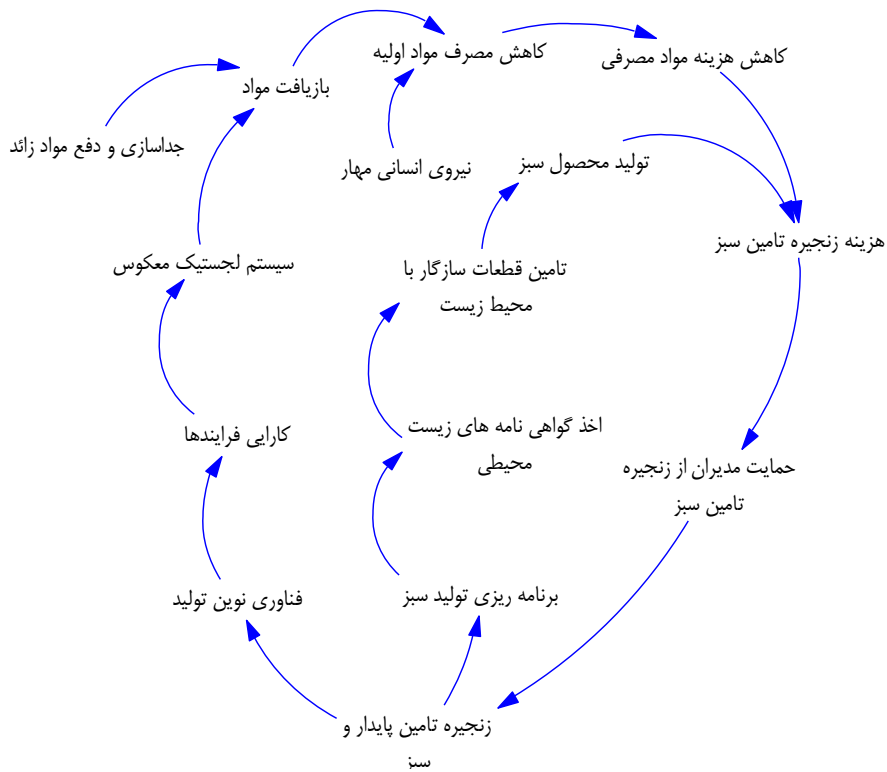 کاهش هزینه مواد مصرفی
کاهش مصرف مواد اولیه
بازیافت مواد
جداسازی و دفع مواد زائد
نیروی انسانی مهار
تولید محصول سبز
هزینه زنجیره تامین سبز
سیستم لجستیک معکوس
تامین قطعات سازگار با
محیط زیست
کارایی فرایندها
اخذ گواهی نامه های زیست
محیطی
حمایت مدیران از زنجیره
تامین سبز
فناوری نوین تولید
برنامه ریزی تولید سبز
زنجیره تامین پایدار و
سبز